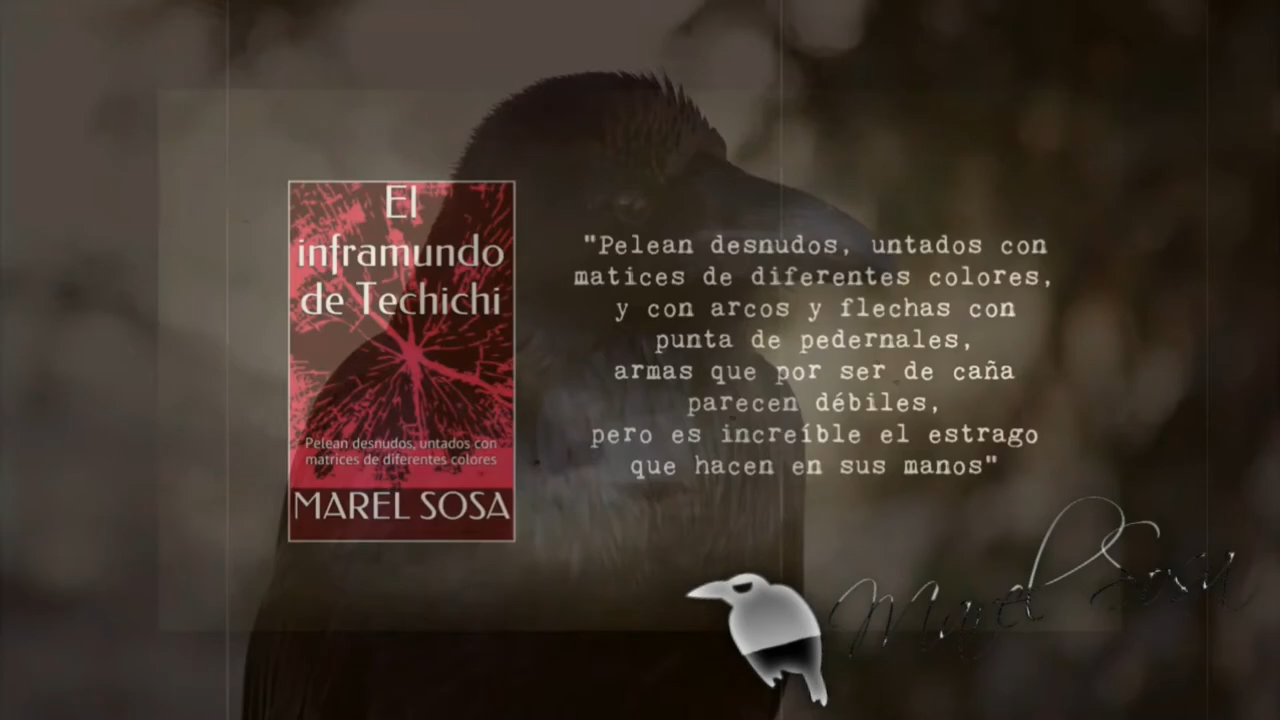 El
inframundo
de Techichi
Pelean desnudos, untados con
matrices de diferentes colores
MAREL SOSA
"Pelean desnudos, untados con
matices de diferentes colores,
y con arcos y flechas con
punta de pedernales,
armas que por ser de caña
parecen débiles,
pero es increíble el estrago
que hacen en sus manos"
Marel Sosa